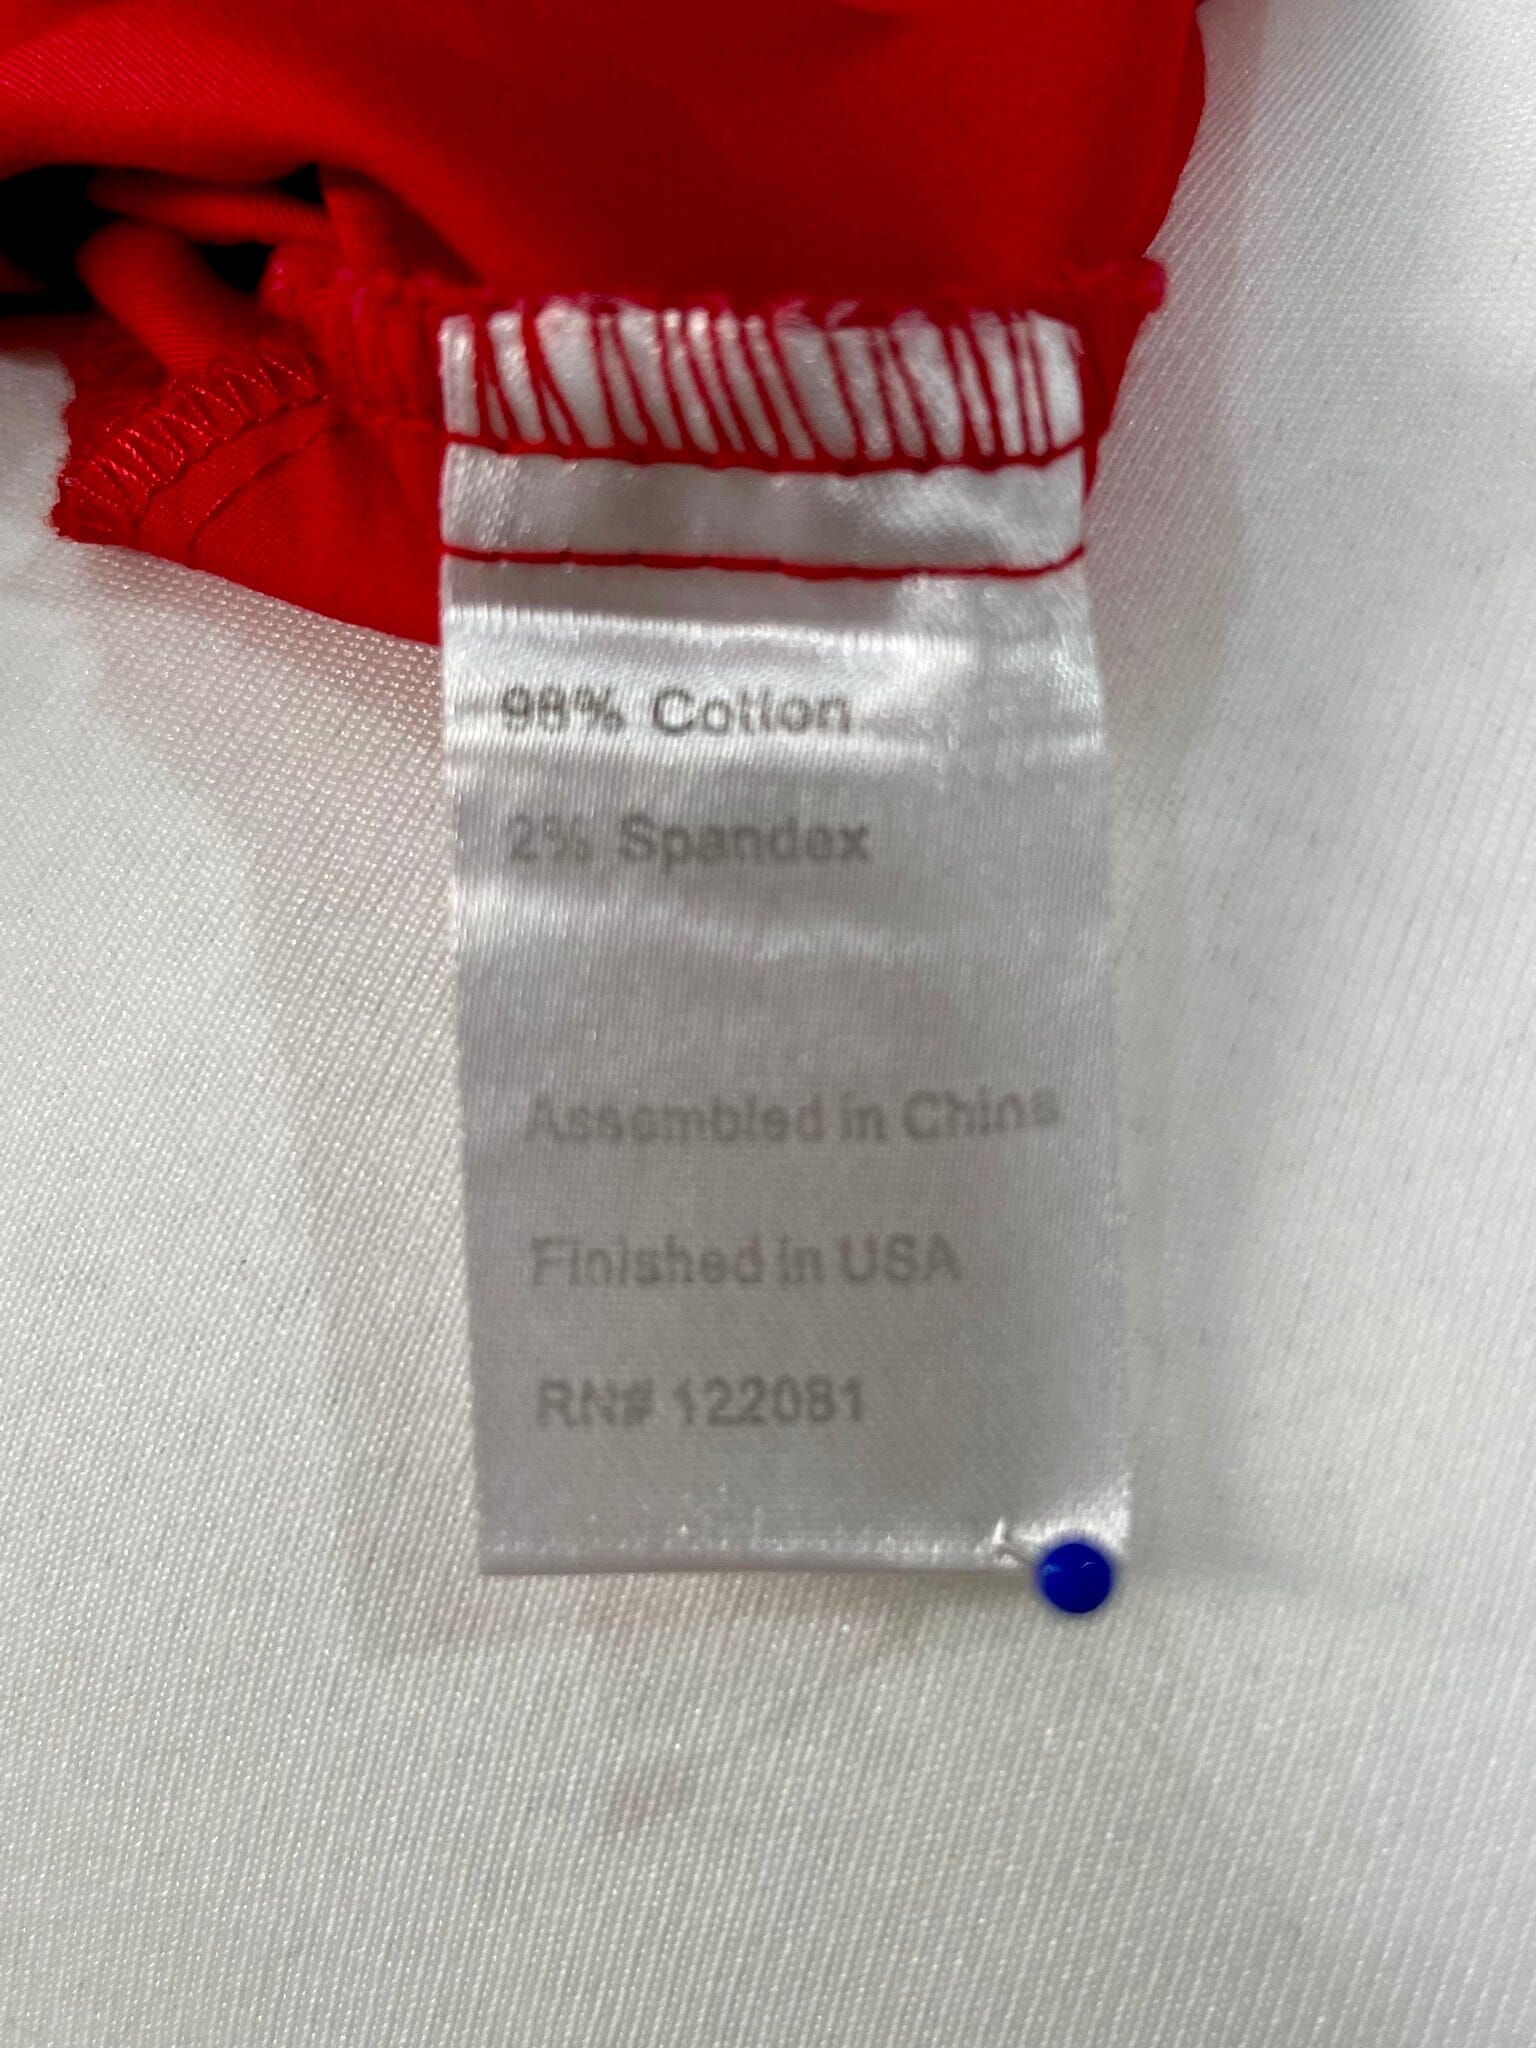 98% Cotton
2% Spandex
Assembled in China
Finished in USA
RN# 122081